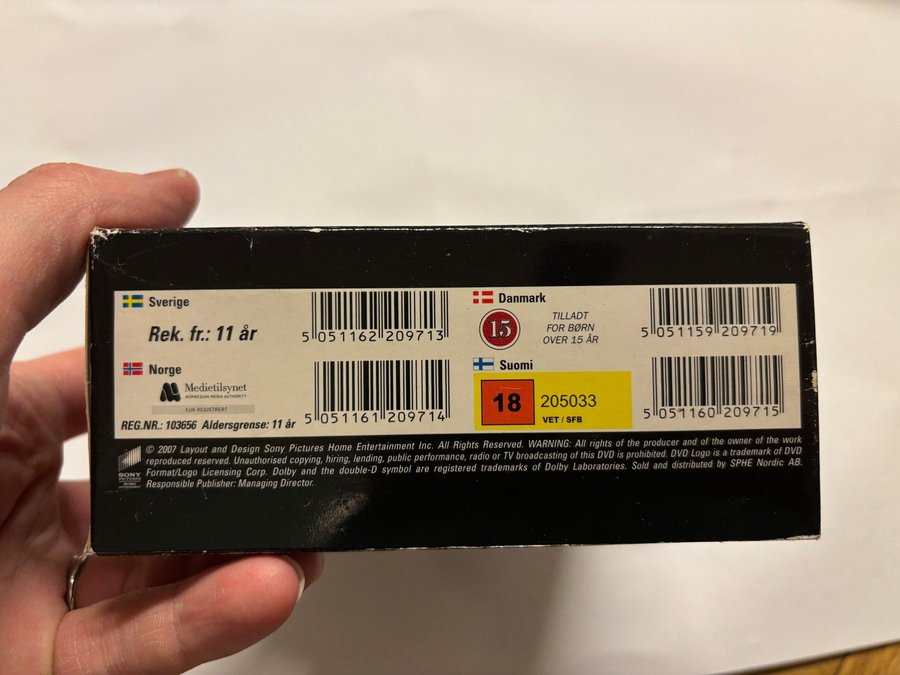 Sverige
Rek. fr.: 11 år
5 051162 209713
Norge
Medietilsynet
NORWEGIAN MEDIA AUTHORITY
KUN REGISTRERT
REG.NR.: 103656 Aldersgrense: 11 år
5 051161 209714
Danmark
15
TILLADT
FOR BØRN
OVER 15 ÅR
5 051159 209719
Suomi
18
205033
VET / SFB
5 051160 209715
© 2007 Layout and Design Sony Pictures Home Entertainment Inc. All Rights Reserved. WARNING: All rights of the producer and of the owner of the work
reproduced reserved. Unauthorised copying, hiring, lending, public performance, radio or TV broadcasting of this DVD is prohibited. DVD Logo is a trademark of DVD
Format/Logo Licensing Corp. Dolby and the double-D symbol are registered trademarks of Dolby Laboratories. Sold and distributed by SPHE Nordic AB.
Responsible Publisher: Managing Director.
SONY
PICTURES